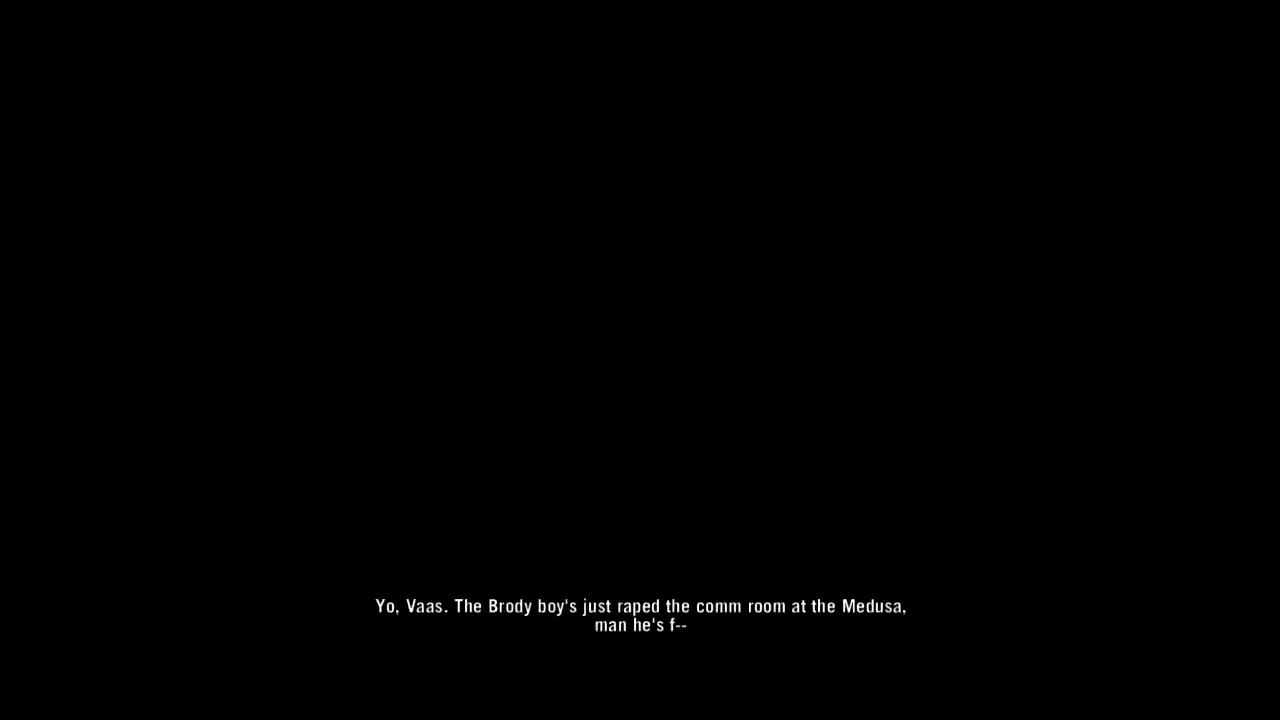 Yo, Vaas. The Brody boy's just raped the comm room at the Medusa,
man he's f--